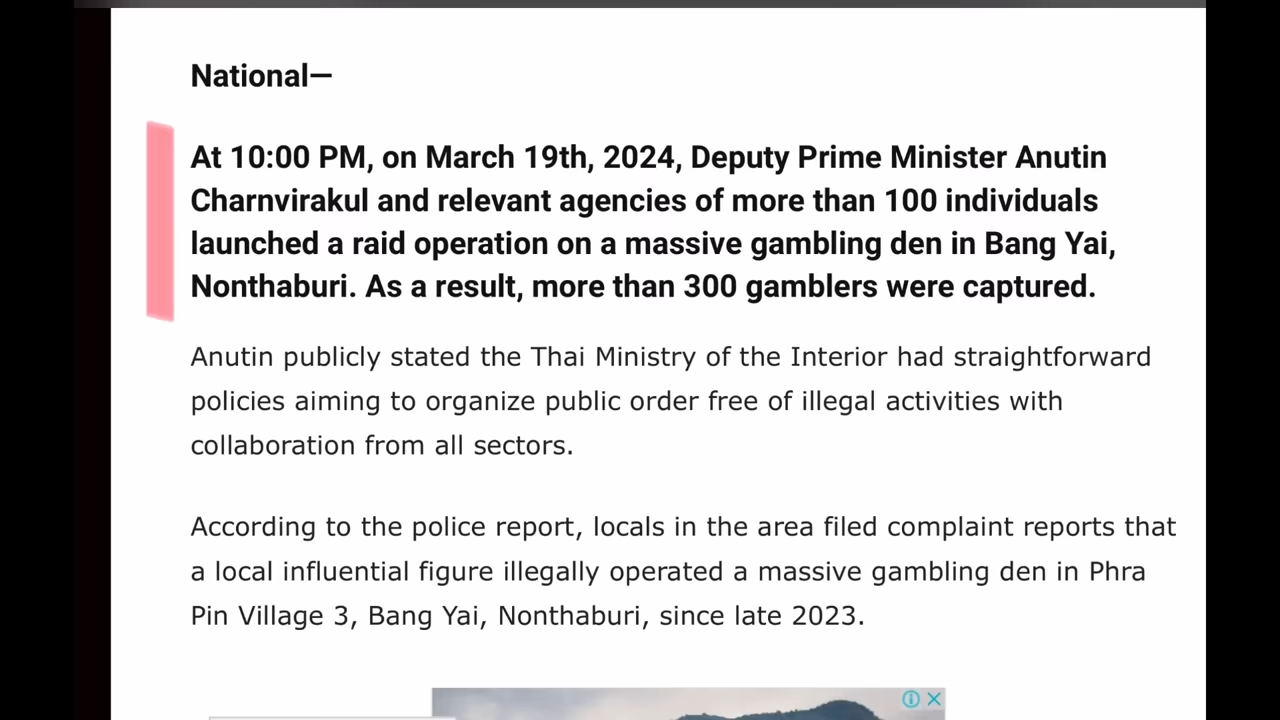 National—
At 10:00 PM, on March 19th, 2024, Deputy Prime Minister Anutin
Charnvirakul and relevant agencies of more than 100 individuals
launched a raid operation on a massive gambling den in Bang Yai,
Nonthaburi. As a result, more than 300 gamblers were captured.
Anutin publicly stated the Thai Ministry of the Interior had straightforward
policies aiming to organize public order free of illegal activities with
collaboration from all sectors.
According to the police report, locals in the area filed complaint reports that
a local influential figure illegally operated a massive gambling den in Phra
Pin Village 3, Bang Yai, Nonthaburi, since late 2023.